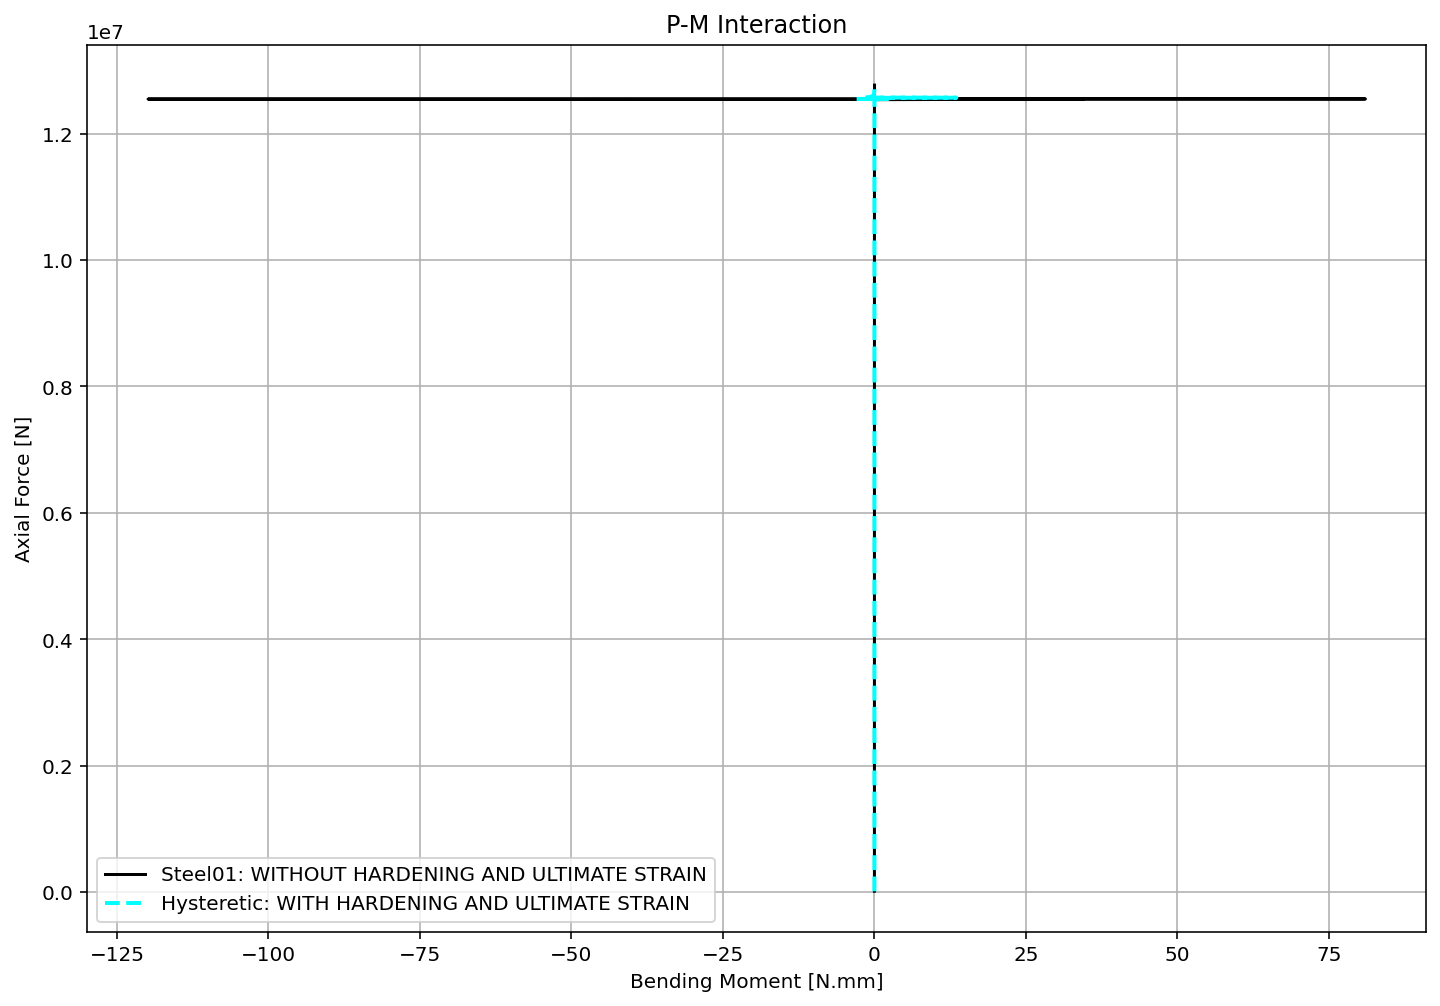 P-M Interaction
1e7
1.2
1.0
0.8
0.6
0.4
0.2
0.0
Axial Force [N]
Steel01: WITHOUT HARDENING AND ULTIMATE STRAIN
Hysteretic: WITH HARDENING AND ULTIMATE STRAIN
−125 −100 −75 −50 −25 0 25 50 75
Bending Moment [N.mm]